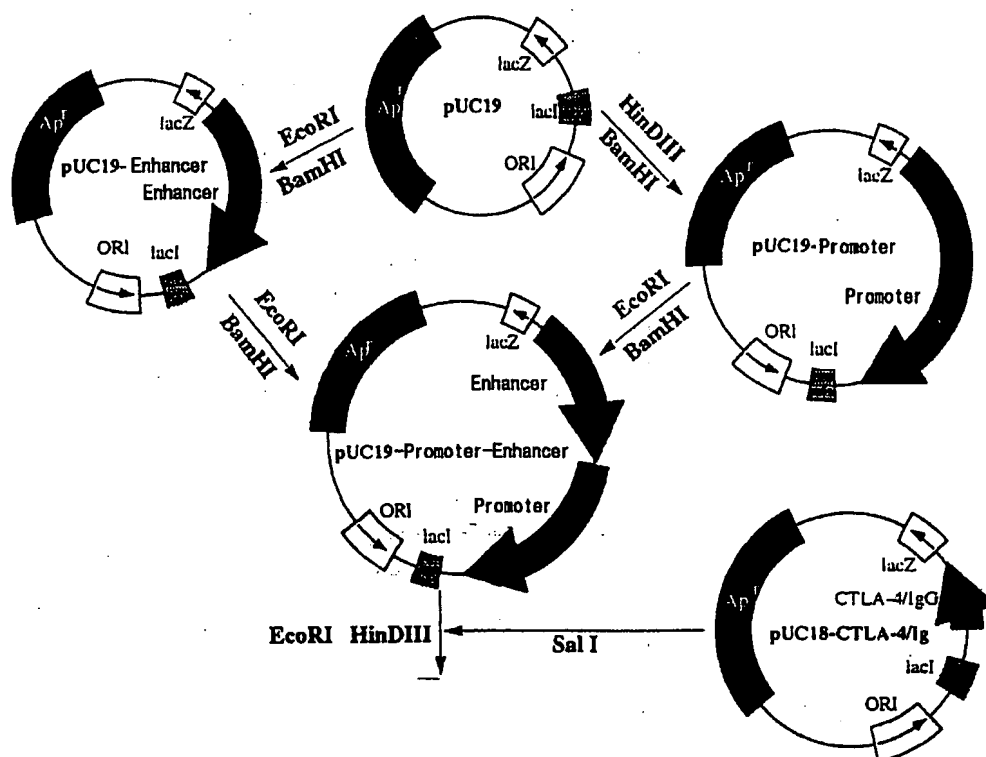 lacZ
Apr
pUC19
lacI
ORI
EcoRI
BamHI
HinDIII
BamHI
Apr
lacZ
pUC19-Enhancer
Enhancer
ORI
lacI
Apr
lacZ
pUC19-Promoter
Promoter
ORI
lacI
EcoRI
BamHI
EcoRI
BamHI
Apr
lacZ
Enhancer
pUC19-Promoter-Enhancer
Promoter
ORI
lacI
EcoRI HinDIII
Sal I
Apr
lacZ
CTLA-4/IgG
pUC18-CTLA-4/Ig
lacI
ORI